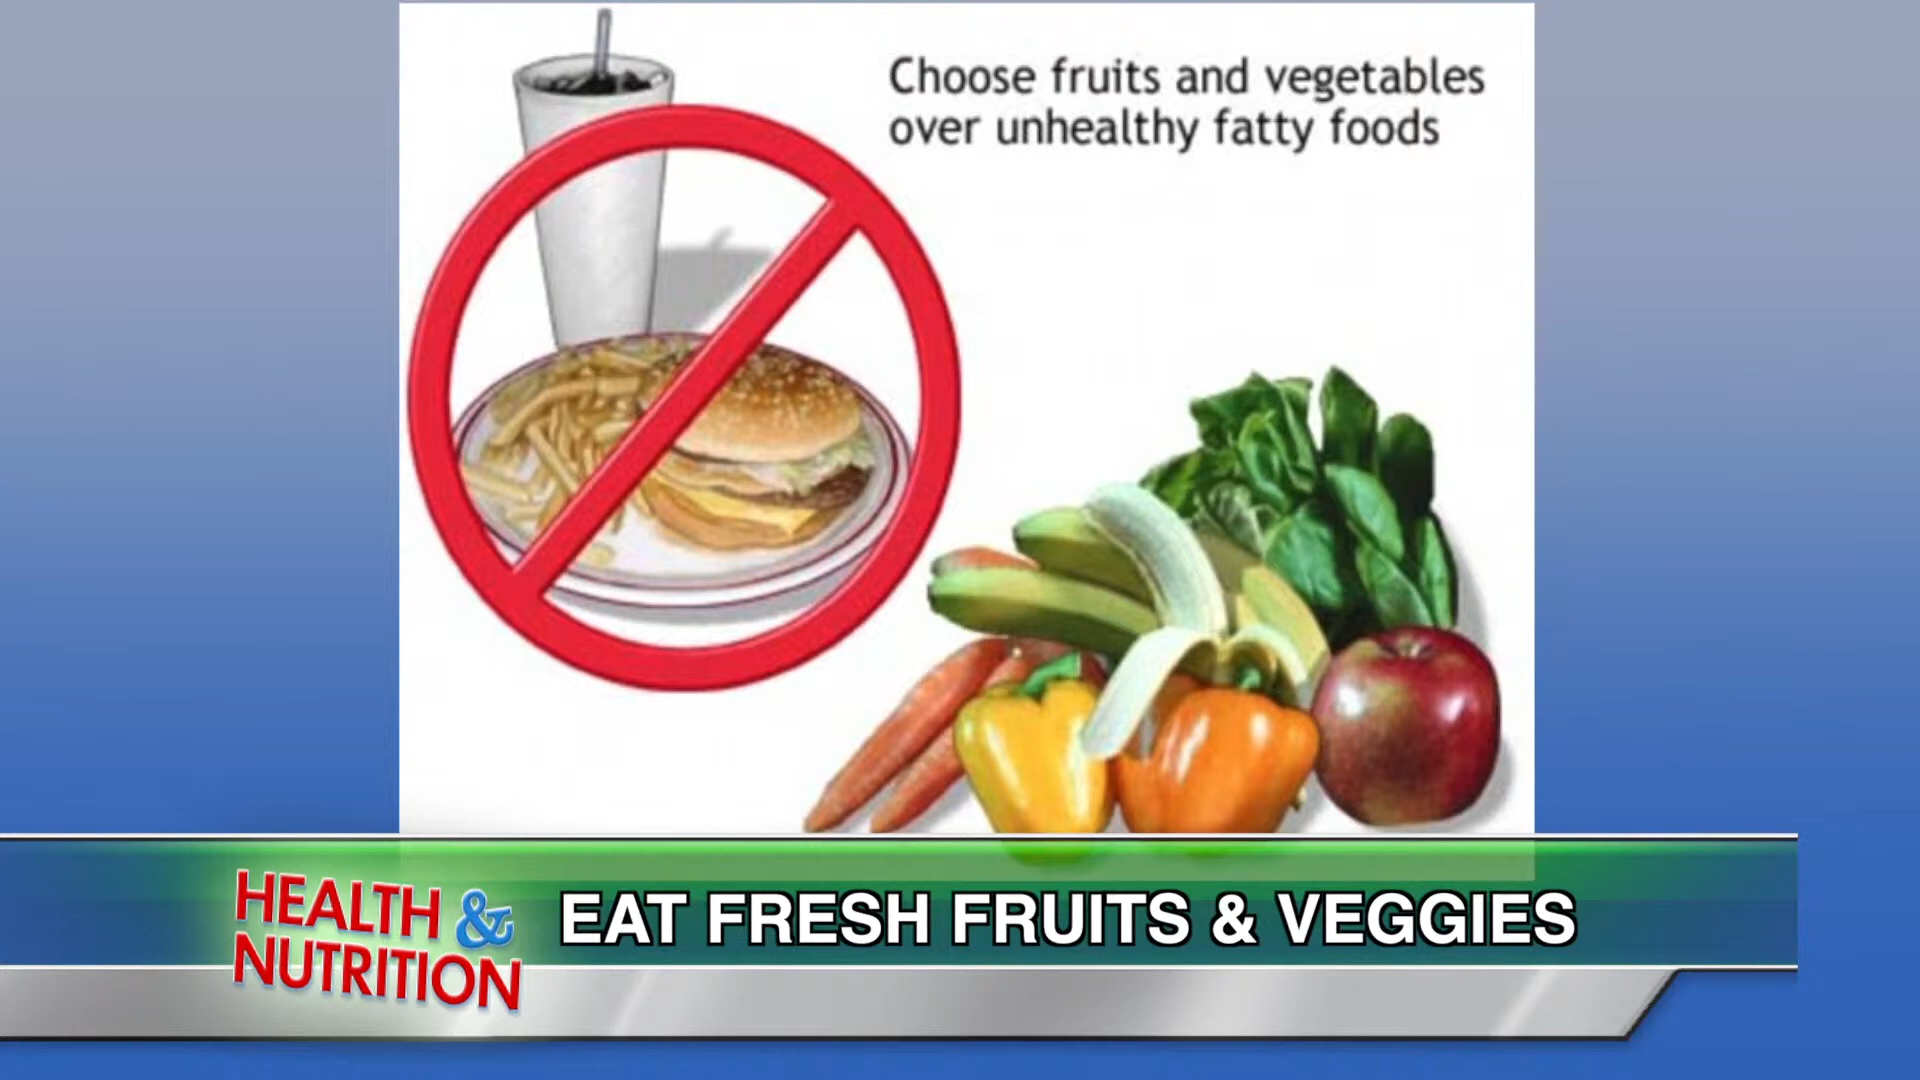 Choose fruits and vegetables
over unhealthy fatty foods
HEALTH &
NUTRITION
EAT FRESH FRUITS & VEGGIES